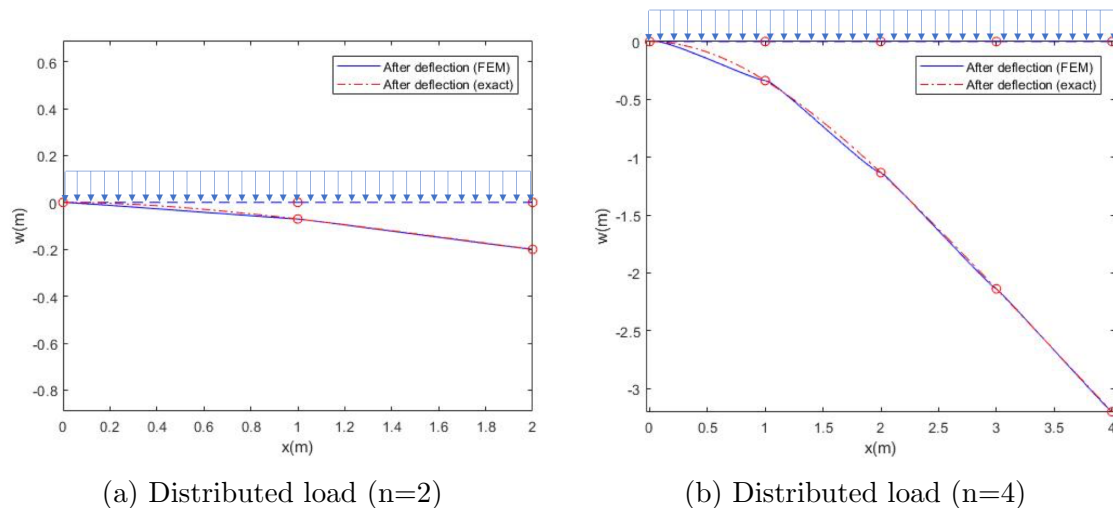 After deflection (FEM)
After deflection (exact)
0.6
0.4
0.2
0
-0.2
-0.4
-0.6
-0.8
w(m)
0 0.2 0.4 0.6 0.8 1 1.2 1.4 1.6 1.8 2
x(m)
(a) Distributed load (n=2)
After deflection (FEM)
After deflection (exact)
0
-0.5
-1
-1.5
-2
-2.5
-3
w(m)
0 0.5 1 1.5 2 2.5 3 3.5 4
x(m)
(b) Distributed load (n=4)